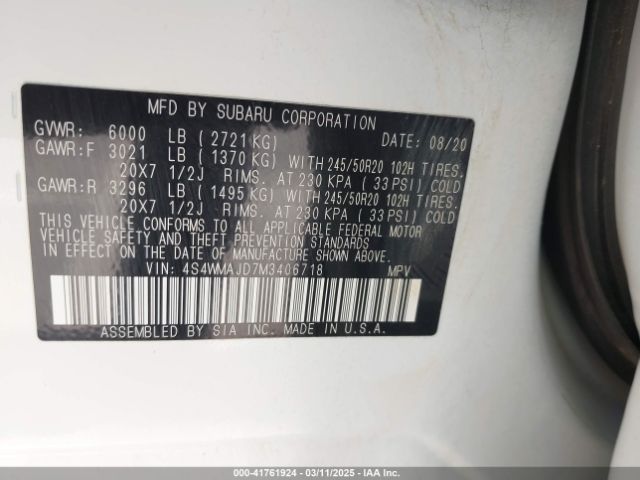 MFD BY SUBARU CORPORATION
GVWR: 6000 LB (2721 KG) DATE: 08/20
GAWR:F 3021 LB (1370 KG) WITH 245/50R20 102H TIRES.
20X7 1/2J RIMS. AT 230 KPA (33 PSI) COLD
GAWR:R 3296 LB (1495 KG) WITH 245/50R20 102H TIRES.
20X7 1/2J RIMS. AT 230 KPA (33 PSI) COLD
THIS VEHICLE CONFORMS TO ALL APPLICABLE FEDERAL MOTOR
VEHICLE SAFETY AND THEFT PREVENTION STANDARDS IN EFFECT
ON THE DATE OF MANUFACTURE SHOWN ABOVE.
VIN: 4S4WMAJD7M3406718 MPV
ASSEMBLED BY SIA INC. MADE IN U.S.A.
000-41761924 - 03/11/2025 - IAA Inc.